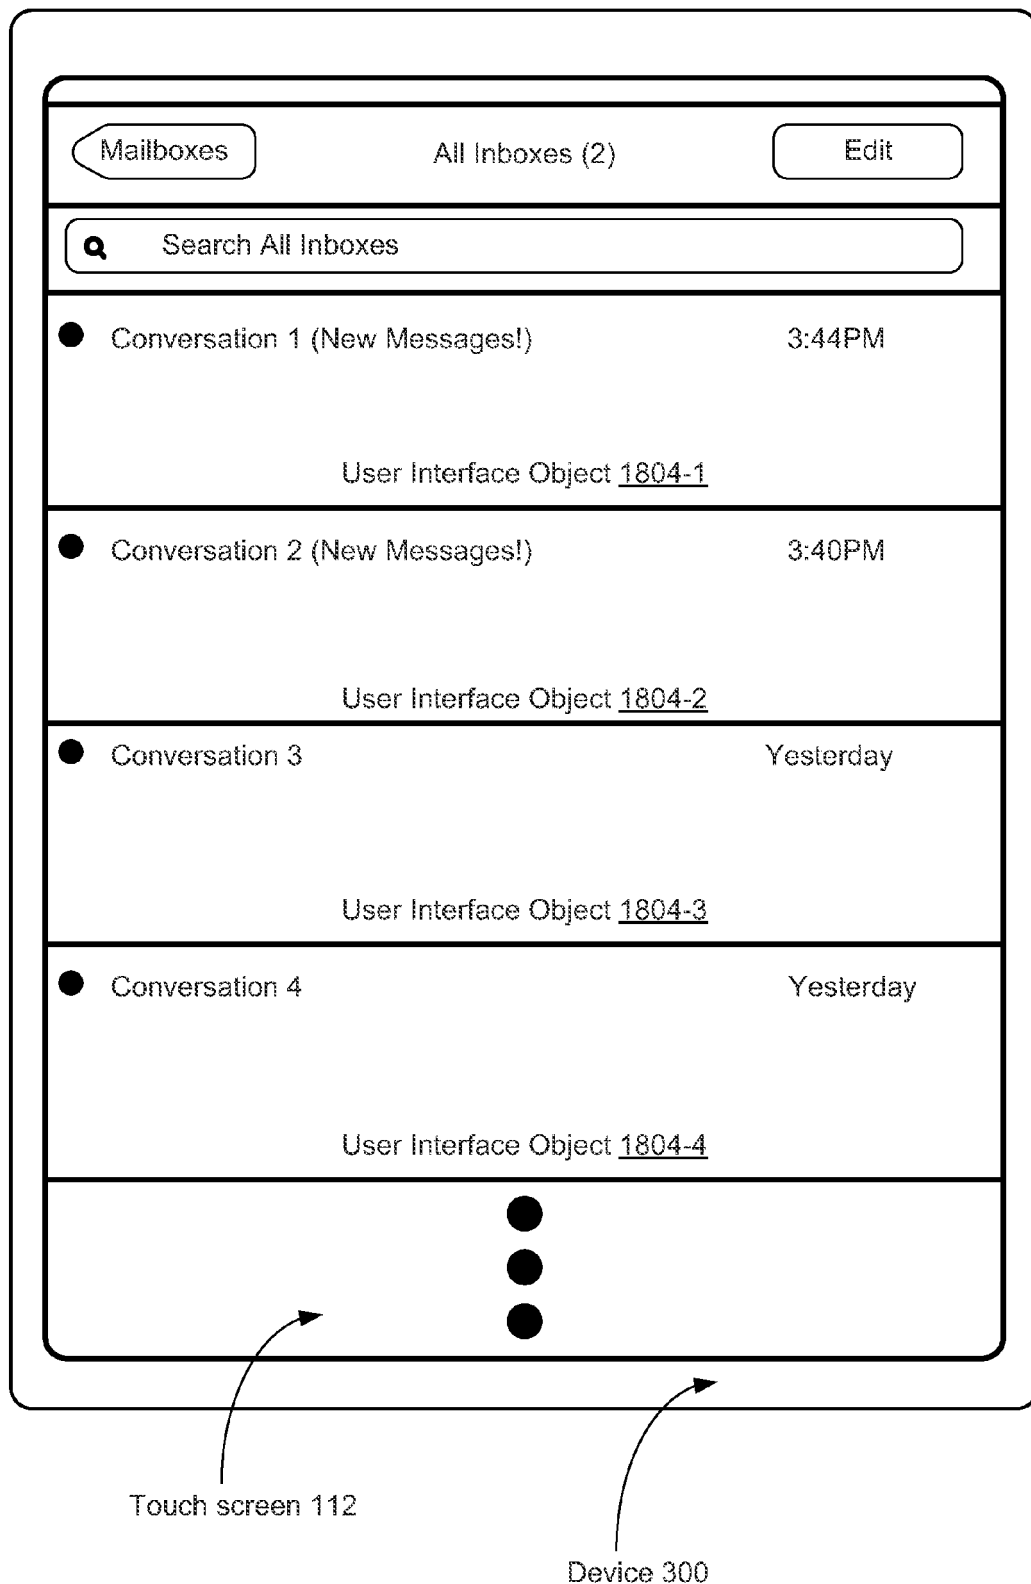 Mailboxes All Inboxes (2) Edit
Search All Inboxes
Conversation 1 (New Messages!) 3:44PM
User Interface Object 1804-1
Conversation 2 (New Messages!) 3:40PM
User Interface Object 1804-2
Conversation 3 Yesterday
User Interface Object 1804-3
Conversation 4 Yesterday
User Interface Object 1804-4
Touch screen 112
Device 300